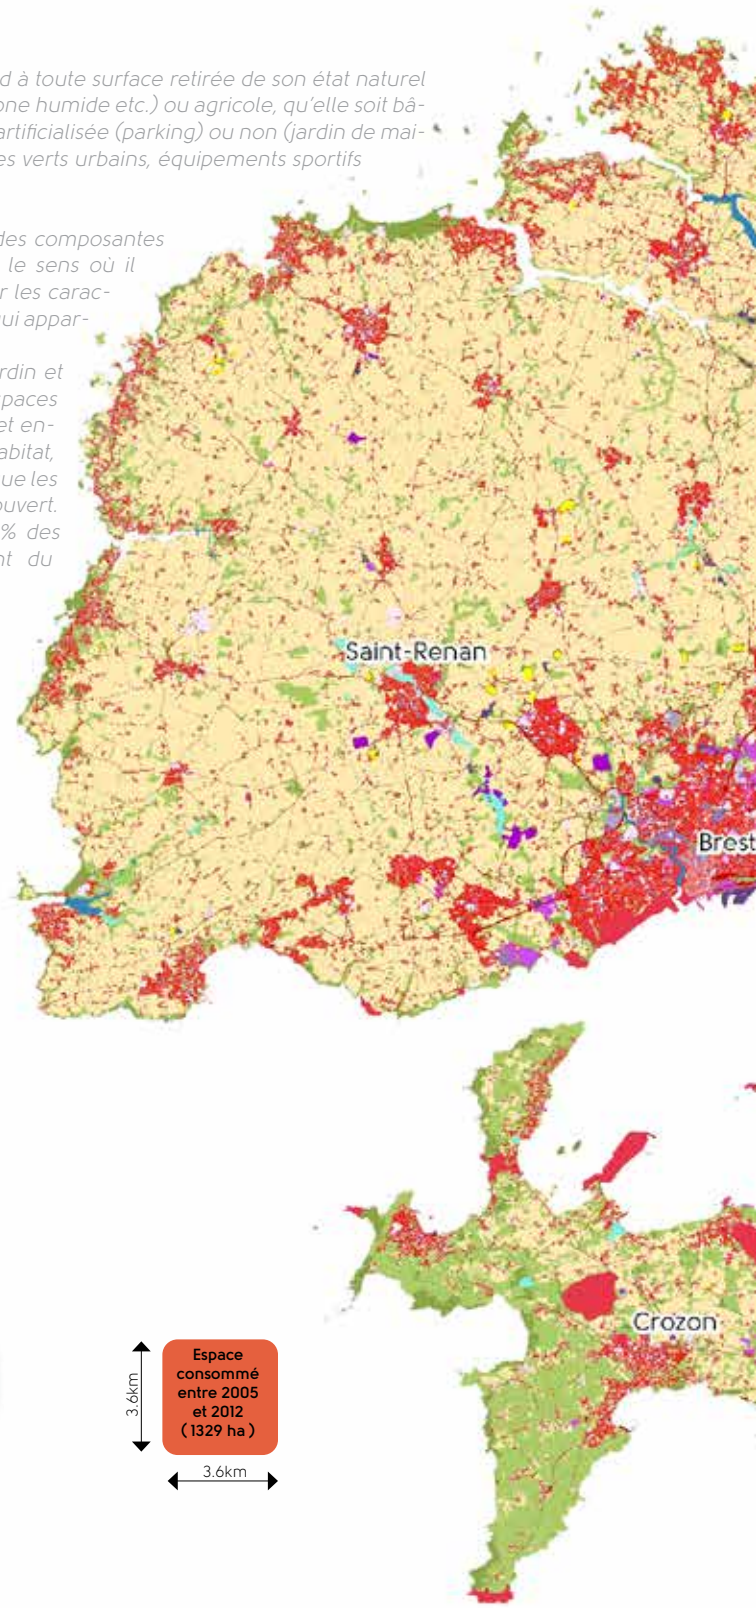 d à toute surface retirée de son état naturel
one humide etc.) ou agricole, qu'elle soit bâ-
artificialisée (parking) ou non (jardin de mai-
es verts urbains, équipements sportifs
des composantes
le sens où il
r les carac-
ui appar-
rdin et
spaces
et en-
abitat,
ue les
ouvert.
% des
nt du
Saint-Renan
Brest
Crozon
Espace
consommé
entre 2005
et 2012
( 1329 ha )
3.6km
3.6km